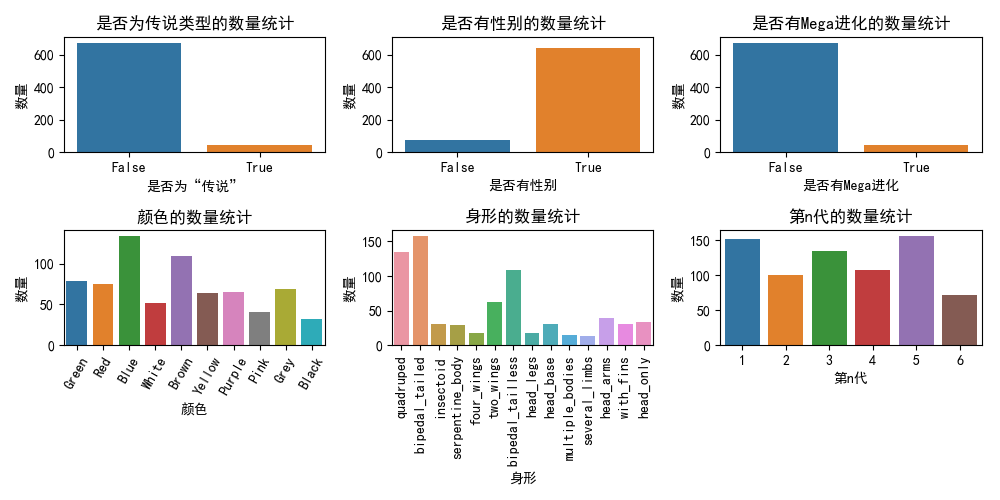 是否为传说类型的数量统计
是否有性别的数量统计
是否有Mega进化的数量统计
数量
600
400
200
0
False
True
是否为“传说”
数量
600
400
200
0
False
True
是否有性别
数量
600
400
200
0
False
True
是否有Mega进化
颜色的数量统计
身形的数量统计
第n代的数量统计
数量
100
50
0
Green
Red
Blue
White
Brown
Yellow
Purple
Pink
Grey
Black
颜色
数量
150
100
50
0
quadruped
bipedal_tailed
insectoid
serpentine_body
four_wings
two_wings
bipedal_tailless
head_legs
head_base
multiple_bodies
several_limbs
head_arms
with_fins
head_only
身形
数量
150
100
50
0
1
2
3
4
5
6
第n代